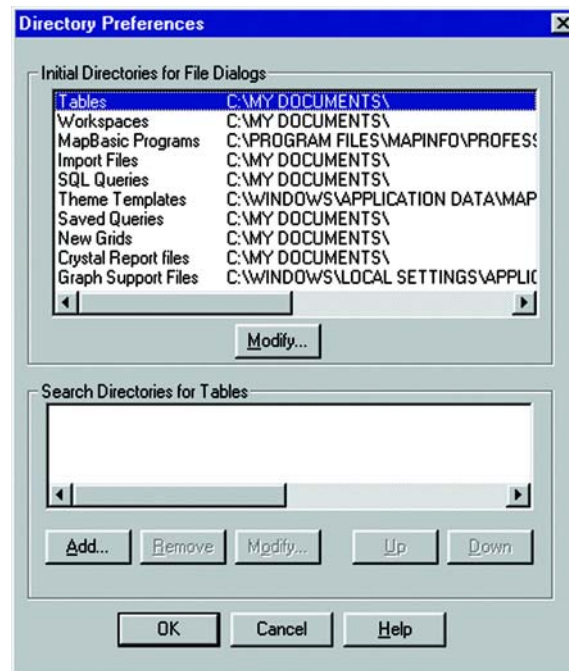 Directory Preferences
Initial Directories for File Dialogs
Tables C:\MY DOCUMENTS\
Workspaces C:\MY DOCUMENTS\
MapBasic Programs C:\PROGRAM FILES\MAPINFO\PROFESS
Import Files C:\MY DOCUMENTS\
SQL Queries C:\MY DOCUMENTS\
Theme Templates C:\WINDOWS\APPLICATION DATA\MAP
Saved Queries C:\MY DOCUMENTS\
New Grids C:\MY DOCUMENTS\
Crystal Report files C:\MY DOCUMENTS\
Graph Support Files C:\WINDOWS\LOCAL SETTINGS\APPLIC
Modify...
Search Directories for Tables
Add... Remove Modify... Up Down
OK Cancel Help